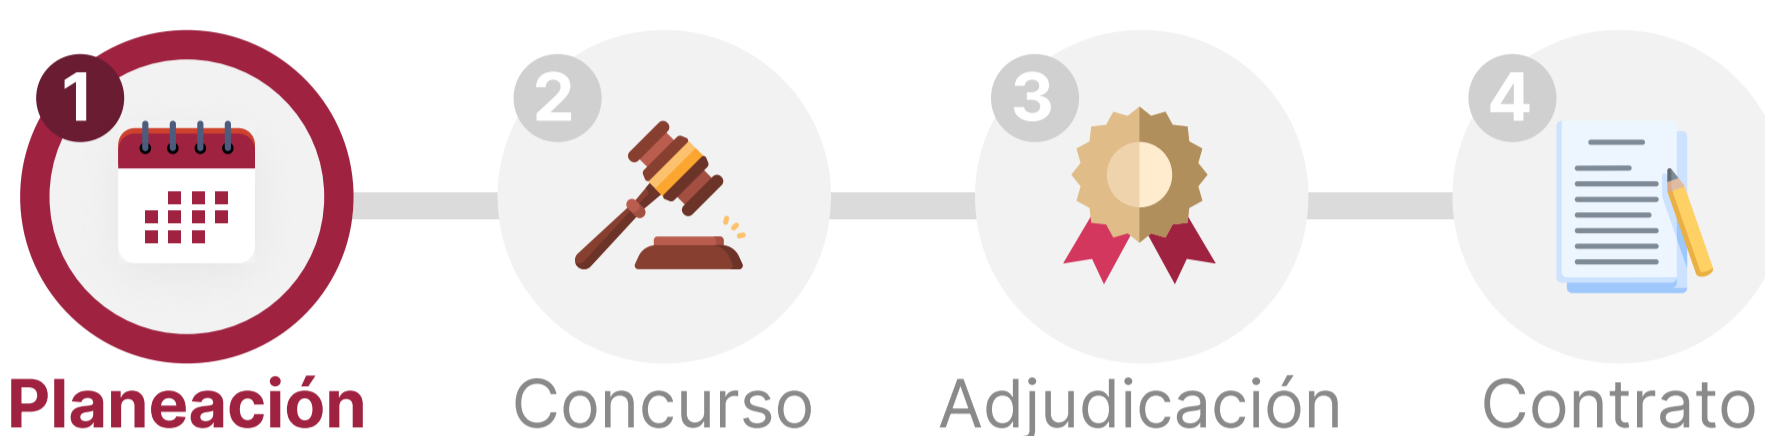 1
2
3
4
Planeación
Concurso
Adjudicación
Contrato